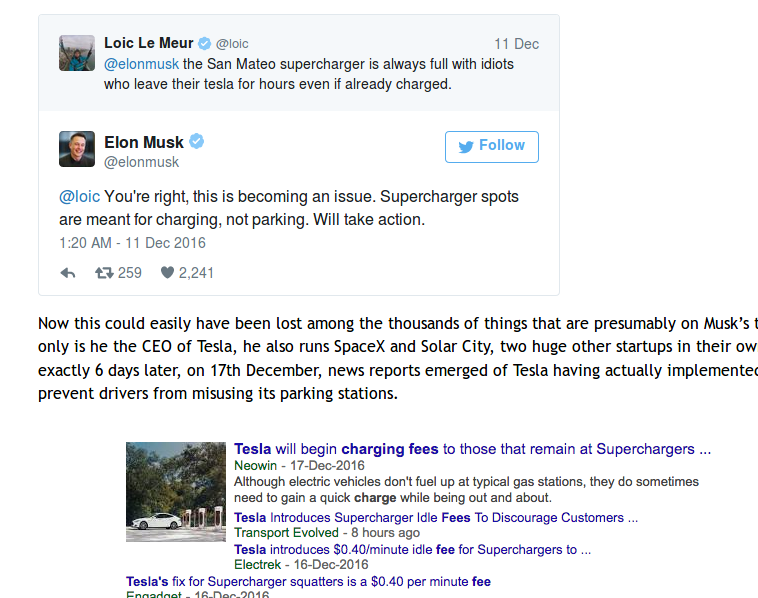 Loic Le Meur @loic 11 Dec
@elonmusk the San Mateo supercharger is always full with idiots
who leave their tesla for hours even if already charged.
Elon Musk
@elonmusk
Follow
@loic You're right, this is becoming an issue. Supercharger spots
are meant for charging, not parking. Will take action.
1:20 AM - 11 Dec 2016
259 2,241
Now this could easily have been lost among the thousands of things that are presumably on Musk's
only is he the CEO of Tesla, he also runs SpaceX and Solar City, two huge other startups in their
exactly 6 days later, on 17th December, news reports emerged of Tesla having actually implemented
prevent drivers from misusing its parking stations.
Tesla will begin charging fees to those that remain at Superchargers ...
Neowin - 17-Dec-2016
Although electric vehicles don't fuel up at typical gas stations, they do sometimes
need to gain a quick charge while being out and about.
Tesla Introduces Supercharger Idle Fees To Discourage Customers ...
Transport Evolved - 8 hours ago
Tesla introduces $0.40/minute idle fee for Superchargers to ...
Electrek - 16-Dec-2016
Tesla's fix for Supercharger squatters is a $0.40 per minute fee
Engadget - 16-Dec-2016